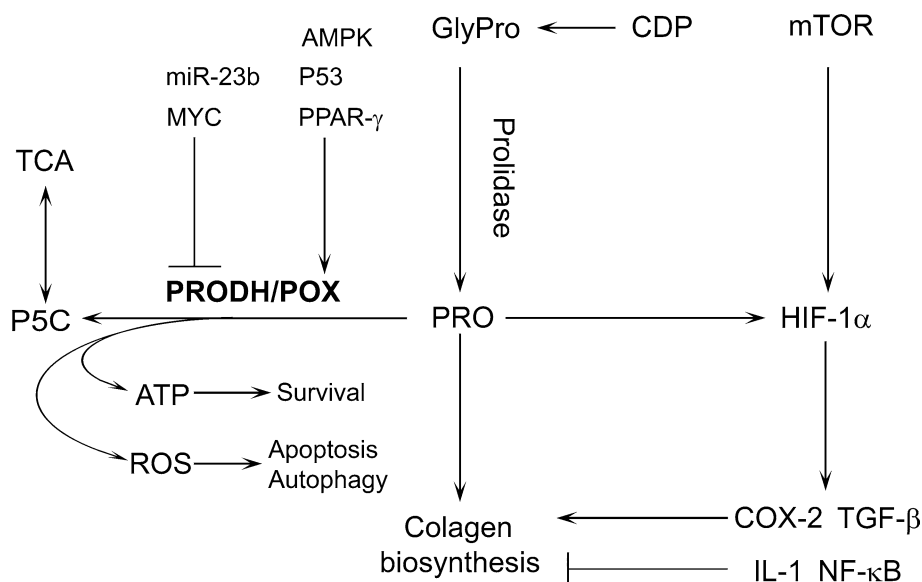 AMPK
miR-23b P53
MYC PPAR-γ
GlyPro CDP mTOR
Prolidase
TCA
PRODH/POX
P5C PRO HIF-1α
ATP Survival
ROS Apoptosis
Autophagy
Colagen
biosynthesis
COX-2 TGF-β
IL-1 NF-κB